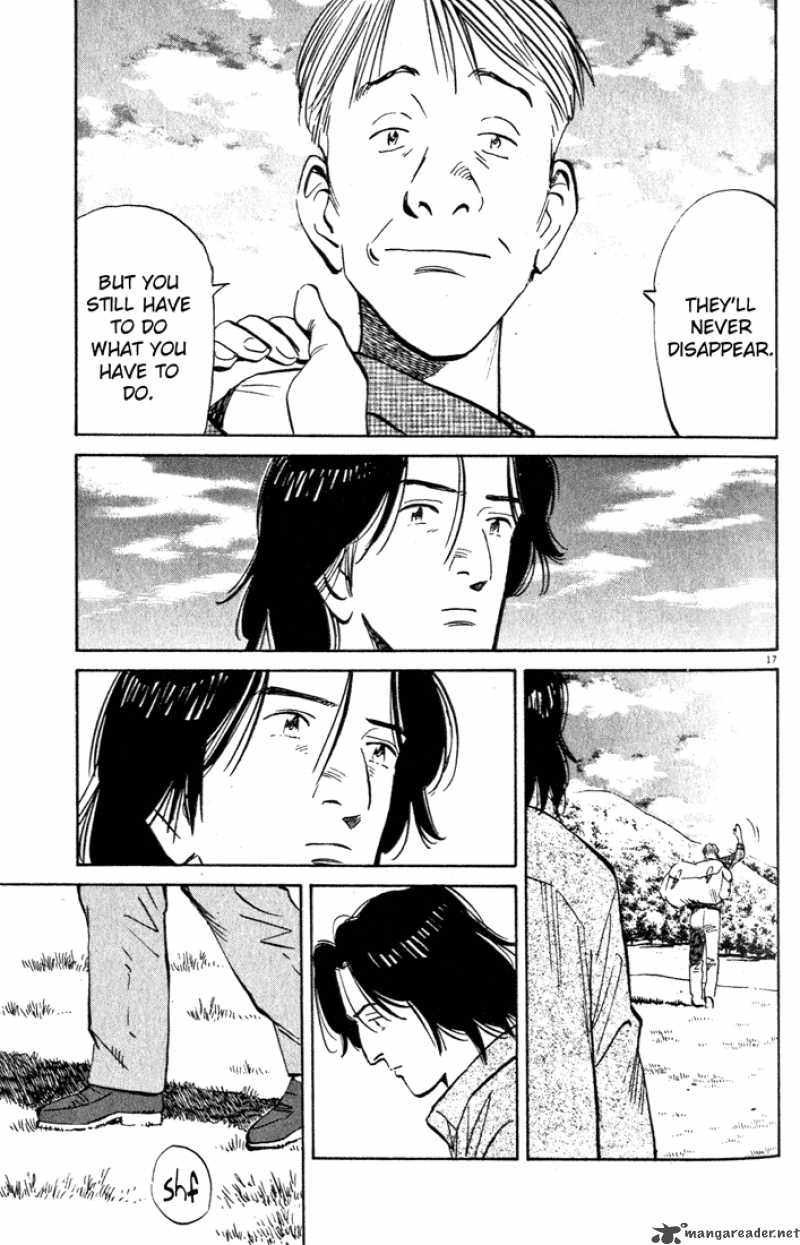 THEY'LL
NEVER
DISAPPEAR.
BUT YOU
STILL HAVE
TO DO
WHAT YOU
HAVE TO
DO.
17
shf
mangareader.net